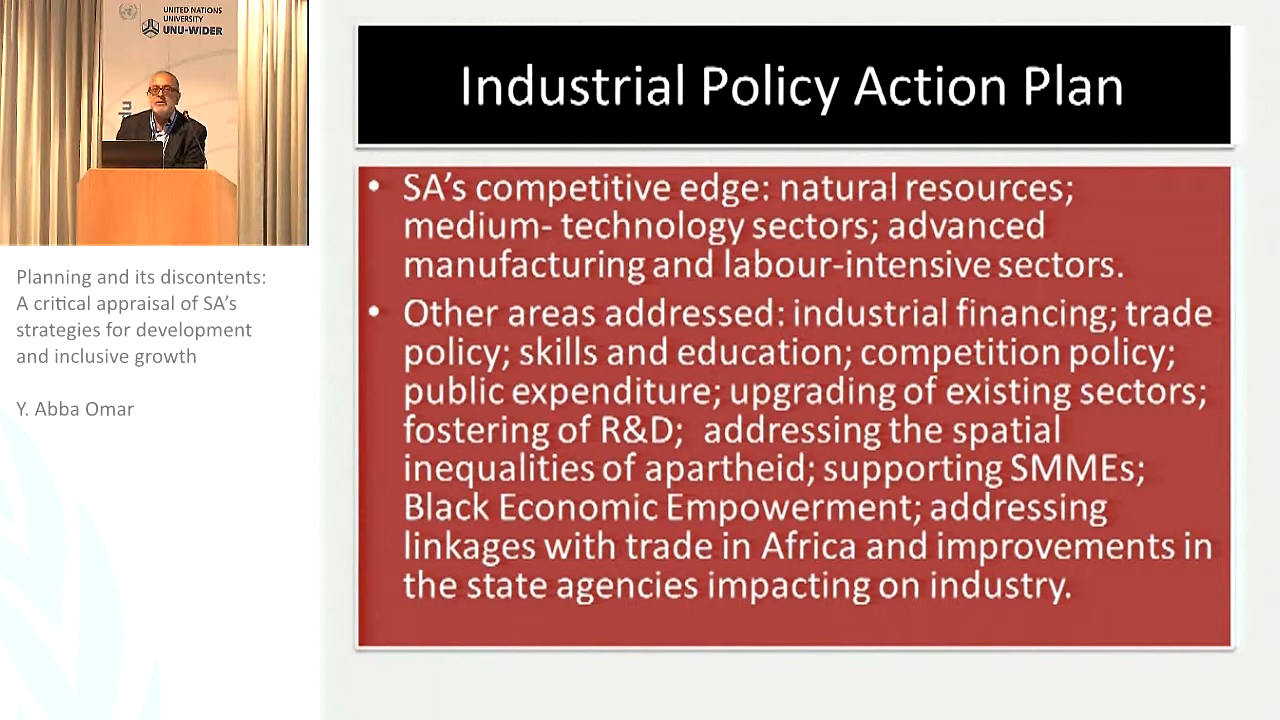 UNITED NATIONS
UNIVERSITY
UNU-WIDER
Industrial Policy Action Plan
• SA's competitive edge: natural resources;
medium- technology sectors; advanced
manufacturing and labour-intensive sectors.
• Other areas addressed: industrial financing; trade
policy; skills and education; competition policy;
public expenditure; upgrading of existing sectors;
fostering of R&D;  addressing the spatial
inequalities of apartheid; supporting SMMEs;
Black Economic Empowerment; addressing
linkages with trade in Africa and improvements in
the state agencies impacting on industry.
Planning and its discontents:
A critical appraisal of SA's
strategies for development
and inclusive growth
Y. Abba Omar